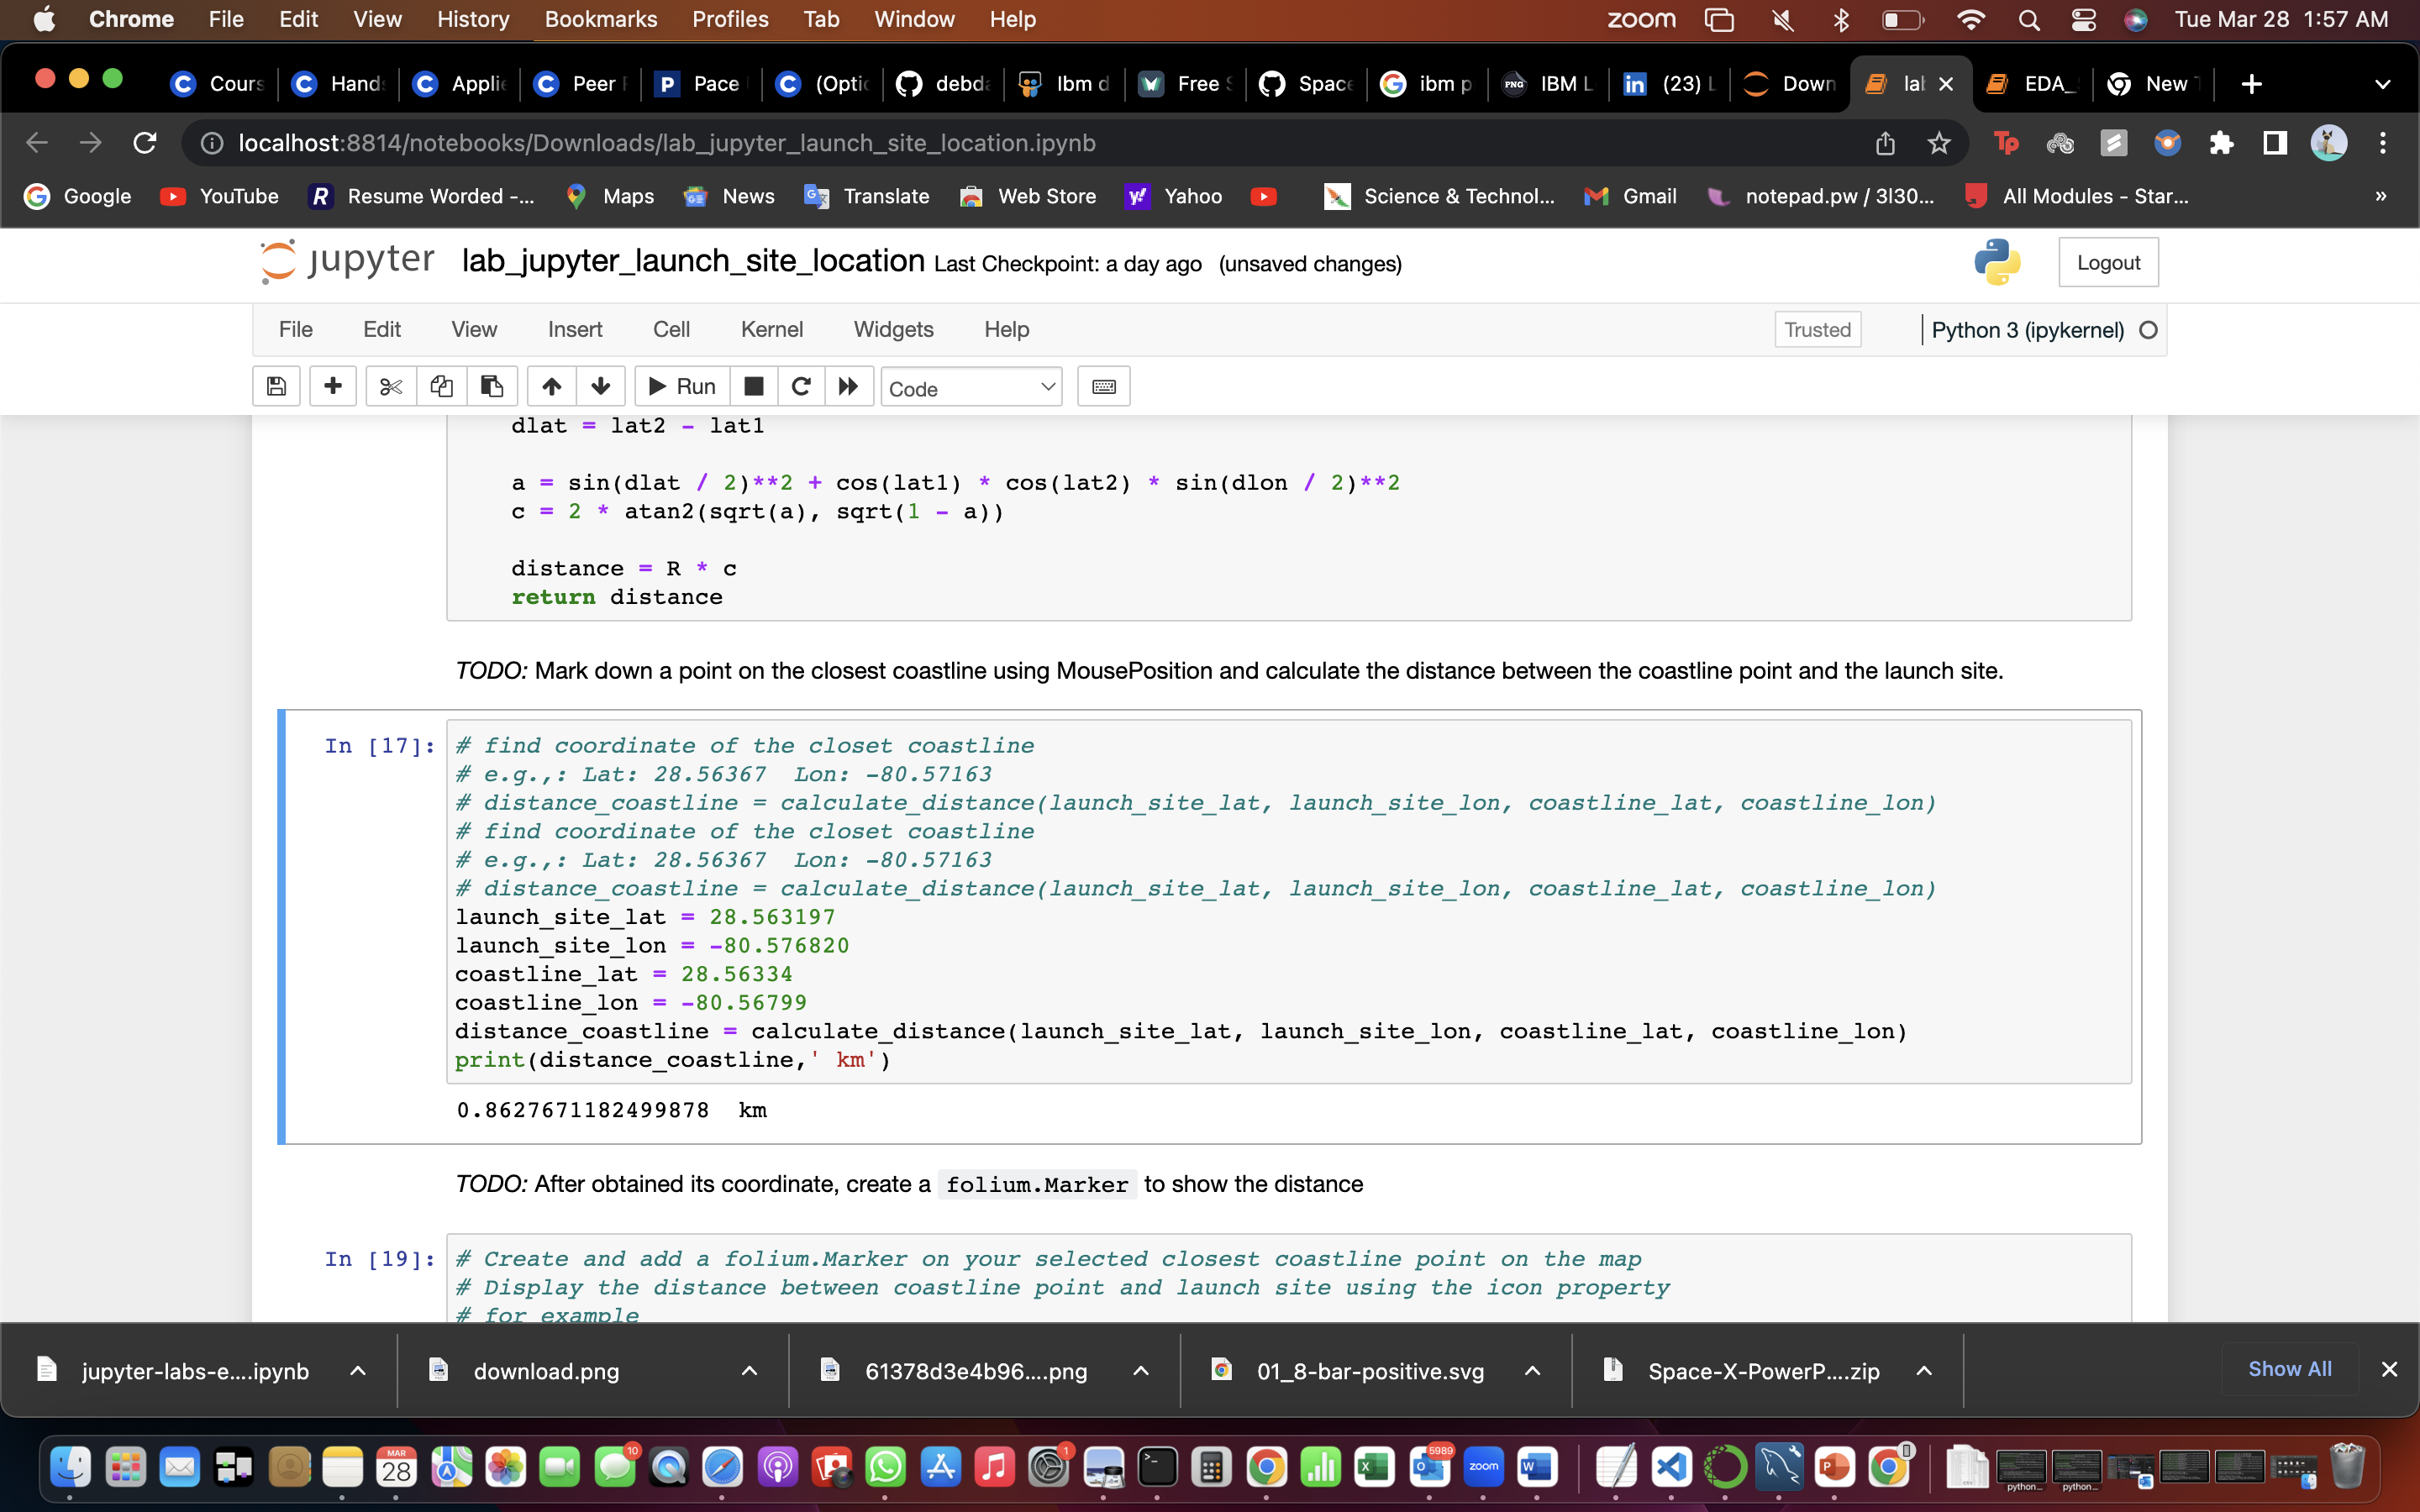 Chrome File Edit View History Bookmarks Profiles Tab Window Help zoom Tue Mar 28 1:57 AM
Cours Hand Applie Peer Pace (Optic debda Ibm d Free Space ibm p IBM L (23) L Down lab EDA_ New
localhost:8814/notebooks/Downloads/lab_jupyter_launch_site_location.ipynb
Google YouTube Resume Worded -... Maps News Translate Web Store Yahoo Science & Technol... Gmail notepad.pw / 3l30... All Modules - Star... »
jupyter lab_jupyter_launch_site_location Last Checkpoint: a day ago (unsaved changes) Logout
File Edit View Insert Cell Kernel Widgets Help Trusted Python 3 (ipykernel)
Run Code
dlat = lat2 - lat1
a = sin(dlat / 2)**2 + cos(lat1) * cos(lat2) * sin(dlon / 2)**2
c = 2 * atan2(sqrt(a), sqrt(1 - a))
distance = R * c
return distance
TODO: Mark down a point on the closest coastline using MousePosition and calculate the distance between the coastline point and the launch site.
In [17]: # find coordinate of the closet coastline
# e.g.,: Lat: 28.56367  Lon: -80.57163
# distance_coastline = calculate_distance(launch_site_lat, launch_site_lon, coastline_lat, coastline_lon)
# find coordinate of the closet coastline
# e.g.,: Lat: 28.56367  Lon: -80.57163
# distance_coastline = calculate_distance(launch_site_lat, launch_site_lon, coastline_lat, coastline_lon)
launch_site_lat = 28.563197
launch_site_lon = -80.576820
coastline_lat = 28.56334
coastline_lon = -80.56799
distance_coastline = calculate_distance(launch_site_lat, launch_site_lon, coastline_lat, coastline_lon)
print(distance_coastline,' km')
0.8627671182499878  km
TODO: After obtained its coordinate, create a folium.Marker to show the distance
In [19]: # Create and add a folium.Marker on your selected closest coastline point on the map
# Display the distance between coastline point and launch site using the icon property
# for example
jupyter-labs-e....ipynb download.png 61378d3e4b96....png 01_8-bar-positive.svg Space-X-PowerP....zip Show All
MAR 28 10 1 5989 zoom
python... python...